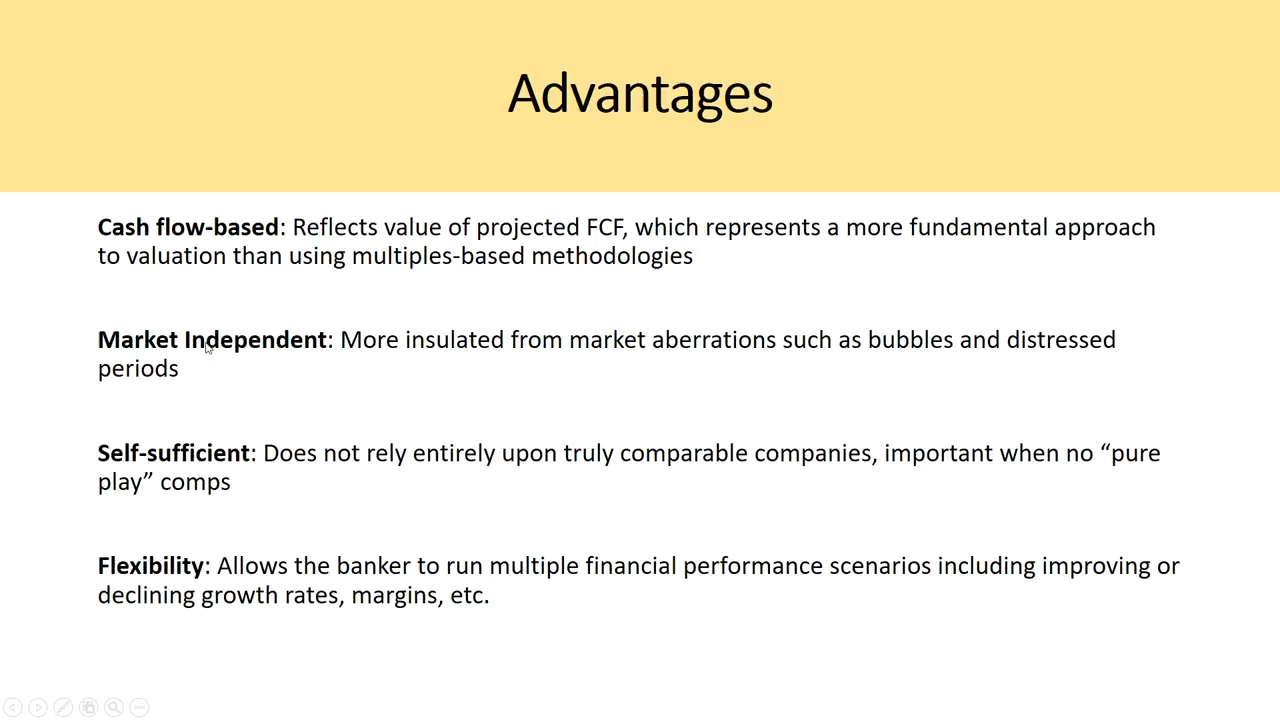 Advantages
Cash flow-based: Reflects value of projected FCF, which represents a more fundamental approach
to valuation than using multiples-based methodologies
Market Independent: More insulated from market aberrations such as bubbles and distressed
periods
Self-sufficient: Does not rely entirely upon truly comparable companies, important when no “pure
play” comps
Flexibility: Allows the banker to run multiple financial performance scenarios including improving or
declining growth rates, margins, etc.